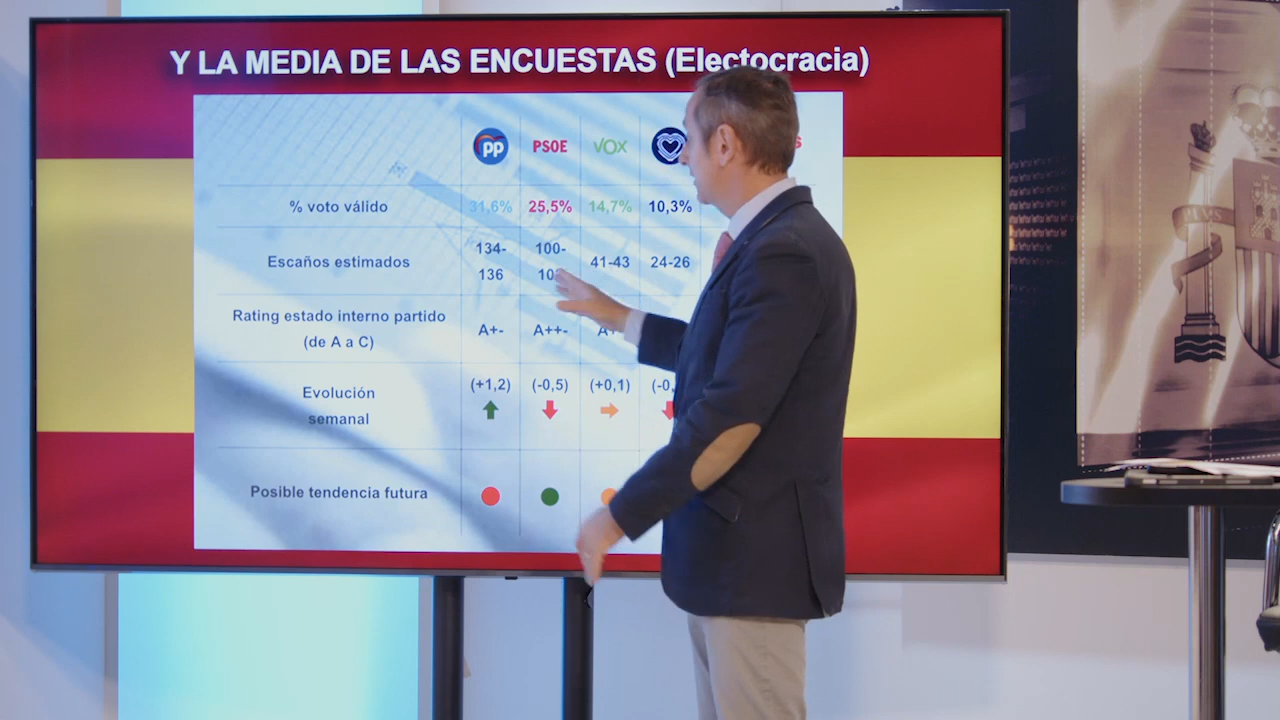 Y LA MEDIA DE LAS ENCUESTAS (Electocracia)
PP PSOE VOX
% voto válido 31,6% 25,5% 14,7% 10,3%
134- 100-
Escaños estimados 41-43 24-26
136
Rating estado interno partido
(de A a C) A+- A++-
Evolución (+1,2) (-0,5) (+0,1)
semanal
Posible tendencia futura